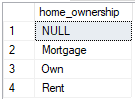 home_ownership
1 NULL
2 Mortgage
3 Own
4 Rent